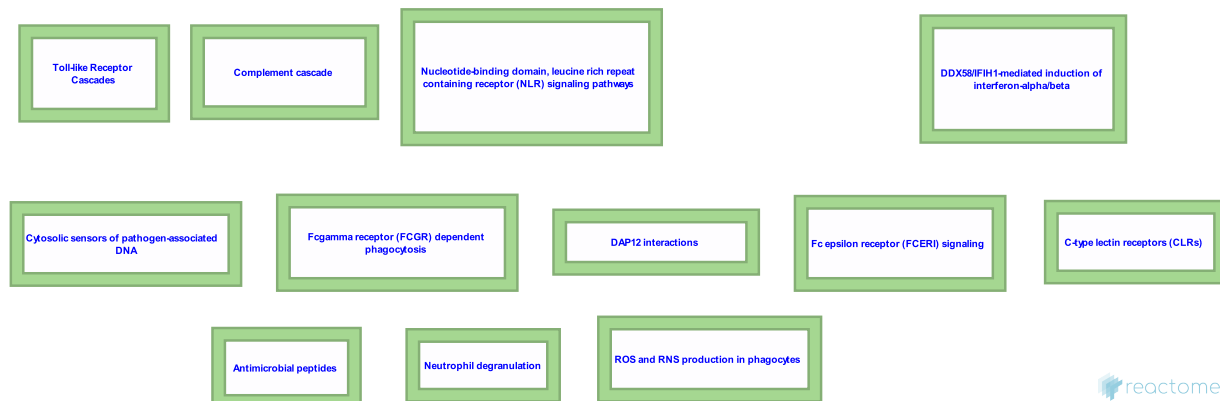 Toll-like Receptor
Cascades
Complement cascade
Nucleotide-binding domain, leucine rich repeat
containing receptor (NLR) signaling pathways
DDX58/IFIH1-mediated induction of
interferon-alpha/beta
Cytosolic sensors of pathogen-associated
DNA
Fcgamma receptor (FCGR) dependent
phagocytosis
DAP12 interactions
Fc epsilon receptor (FCERI) signaling
C-type lectin receptors (CLRs)
Antimicrobial peptides
Neutrophil degranulation
ROS and RNS production in phagocytes
reactome